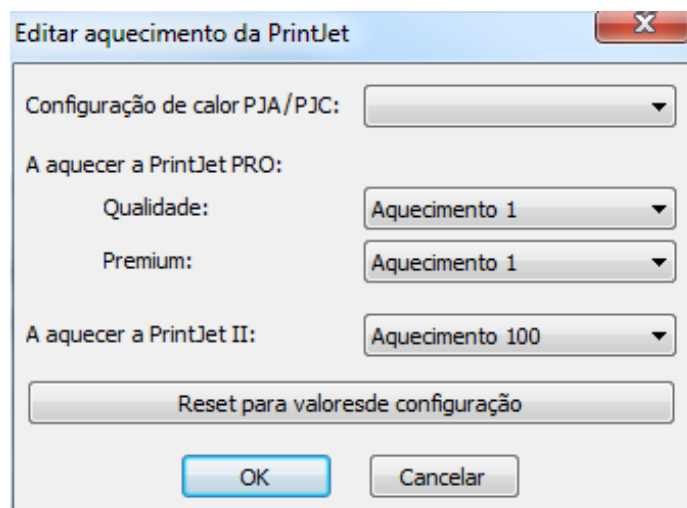 Editar aquecimento da PrintJet
Configuração de calor PJA/PJC:
A aquecer a PrintJet PRO:
Qualidade: Aquecimento 1
Premium: Aquecimento 1
A aquecer a PrintJet II: Aquecimento 100
Reset para valoresde configuração
OK Cancelar